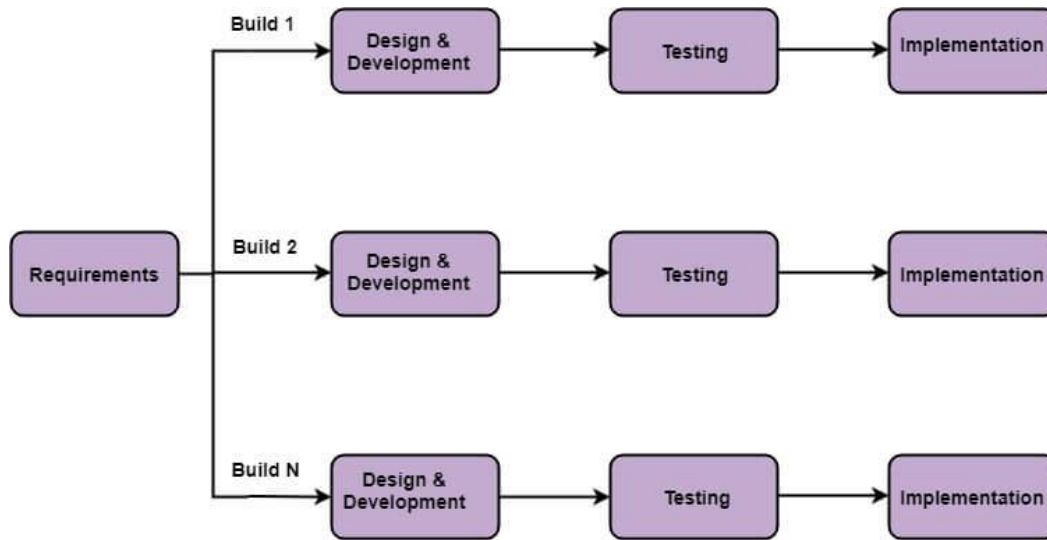 Build 1
Design &
Development
Testing
Implementation
Requirements
Build 2
Design &
Development
Testing
Implementation
Build N
Design &
Development
Testing
Implementation